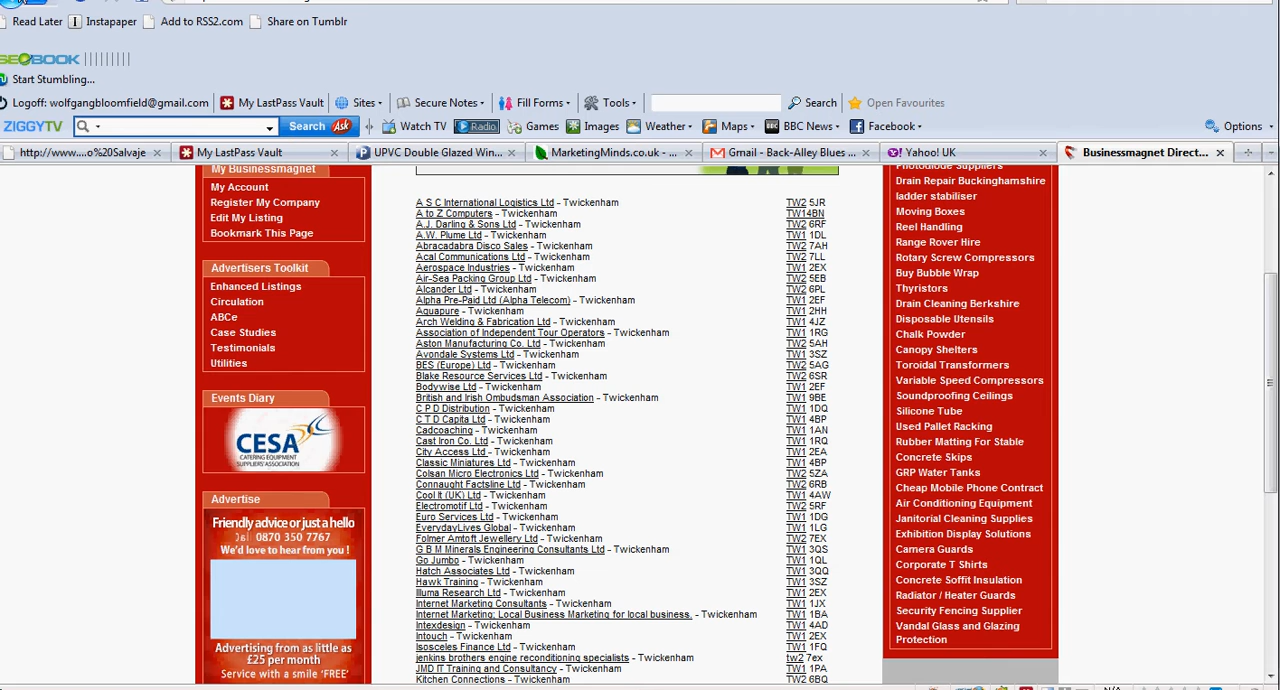 Read Later Instapaper Add to RSS2.com Share on Tumblr
SEOBOOK
Start Stumbling...
Logoff: wolfgangbloomfield@gmail.com My LastPass Vault Sites Secure Notes Fill Forms Tools Search Open Favourites
ZIGGYTV Search Ask Watch TV Radio Games Images Weather Maps BBC News Facebook Options
http://www....o%20Salvaje My LastPass Vault UPVC Double Glazed Win... MarketingMinds.co.uk - ... Gmail - Back-Alley Blues ... Yahoo! UK Businessmagnet Direct...
My Businessmagnet
My Account
Register My Company
Edit My Listing
Bookmark This Page
Advertisers Toolkit
Enhanced Listings
Circulation
ABCe
Case Studies
Testimonials
Utilities
Events Diary
CESA
CATERING EQUIPMENT
SUPPLIERS' ASSOCIATION
Advertise
Friendly advice or just a hello
Tel 0870 350 7767
We'd love to hear from you !
Advertising from as little as
£25 per month
Service with a smile 'FREE'
A S C International Logistics Ltd - Twickenham TW2 5JR
A to Z Computers - Twickenham TW14BN
A.J. Darling & Sons Ltd - Twickenham TW2 6RF
A.W. Plume Ltd - Twickenham TW1 1DL
Abracadabra Disco Sales - Twickenham TW2 7AH
Acal Communications Ltd - Twickenham TW2 7LL
Aerospace Industries - Twickenham TW1 2EX
Air-Sea Packing Group Ltd - Twickenham TW2 5EB
Alcander Ltd - Twickenham TW2 6PL
Alpha Pre-Paid Ltd (Alpha Telecom) - Twickenham TW1 2EF
Aquapure - Twickenham TW1 2HH
Arch Welding & Fabrication Ltd - Twickenham TW1 4JZ
Association of Independent Tour Operators - Twickenham TW1 1RG
Aston Manufacturing Co. Ltd - Twickenham TW2 5AH
Avondale Systems Ltd - Twickenham TW1 3SZ
BES (Europe) Ltd - Twickenham TW2 5AG
Blake Resource Services Ltd - Twickenham TW2 6SR
Bodywise Ltd - Twickenham TW1 2EF
British and Irish Ombudsman Association - Twickenham TW1 9BE
C P D Distribution - Twickenham TW1 1DQ
C T D Capita Ltd - Twickenham TW1 4BP
Cadcoaching - Twickenham TW1 1AN
Cast Iron Co. Ltd - Twickenham TW1 1RQ
City Access Ltd - Twickenham TW1 2EA
Classic Miniatures Ltd - Twickenham TW1 4BP
Colsan Micro Electronics Ltd - Twickenham TW2 5ZA
Connaught Factsline Ltd - Twickenham TW2 6RB
Cool It (UK) Ltd - Twickenham TW1 4AW
Electromotif Ltd - Twickenham TW2 5RF
Euro Services Ltd - Twickenham TW1 1DG
EverydayLives Global - Twickenham TW1 1LG
Folmer Amtoft Jewellery Ltd - Twickenham TW2 7EX
G B M Minerals Engineering Consultants Ltd - Twickenham TW1 3QS
Go Jumbo - Twickenham TW1 1QL
Hatch Associates Ltd - Twickenham TW1 3QQ
Hawk Training - Twickenham TW1 3SZ
Illuma Research Ltd - Twickenham TW1 2EX
Internet Marketing Consultants - Twickenham TW1 1JX
Internet Marketing; Local Business Marketing for local business. - Twickenham TW1 1BA
Intexdesign - Twickenham TW1 4AD
Intouch - Twickenham TW1 2EX
Isosceles Finance Ltd - Twickenham TW1 1FQ
jenkins brothers engine reconditioning specialists - Twickenham tw2 7ex
JMD IT Training and Consultancy - Twickenham TW1 1PA
Kitchen Connections - Twickenham TW2 6BQ
Photodiode Suppliers
Drain Repair Buckinghamshire
ladder stabiliser
Moving Boxes
Reel Handling
Range Rover Hire
Rotary Screw Compressors
Buy Bubble Wrap
Thyristors
Drain Cleaning Berkshire
Disposable Utensils
Chalk Powder
Canopy Shelters
Toroidal Transformers
Variable Speed Compressors
Soundproofing Ceilings
Silicone Tube
Used Pallet Racking
Rubber Matting For Stable
Concrete Skips
GRP Water Tanks
Cheap Mobile Phone Contract
Air Conditioning Equipment
Janitorial Cleaning Supplies
Exhibition Display Solutions
Camera Guards
Corporate T Shirts
Concrete Soffit Insulation
Radiator / Heater Guards
Security Fencing Supplier
Vandal Glass and Glazing
Protection